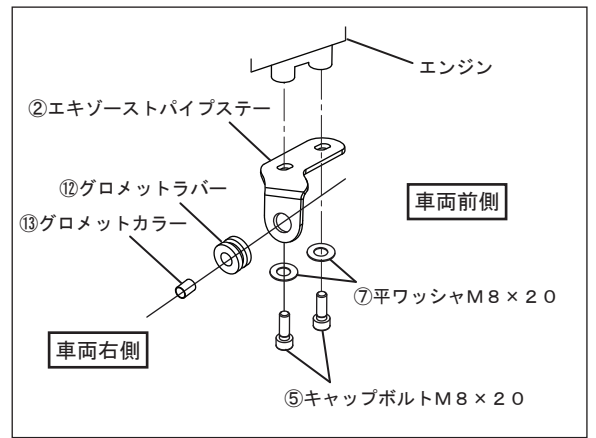 エンジン
②エキゾーストパイプステー
⑫グロメットラバー
⑬グロメットカラー
車両前側
⑦平ワッシャM８×２０
車両右側
⑤キャップボルトM８×２０